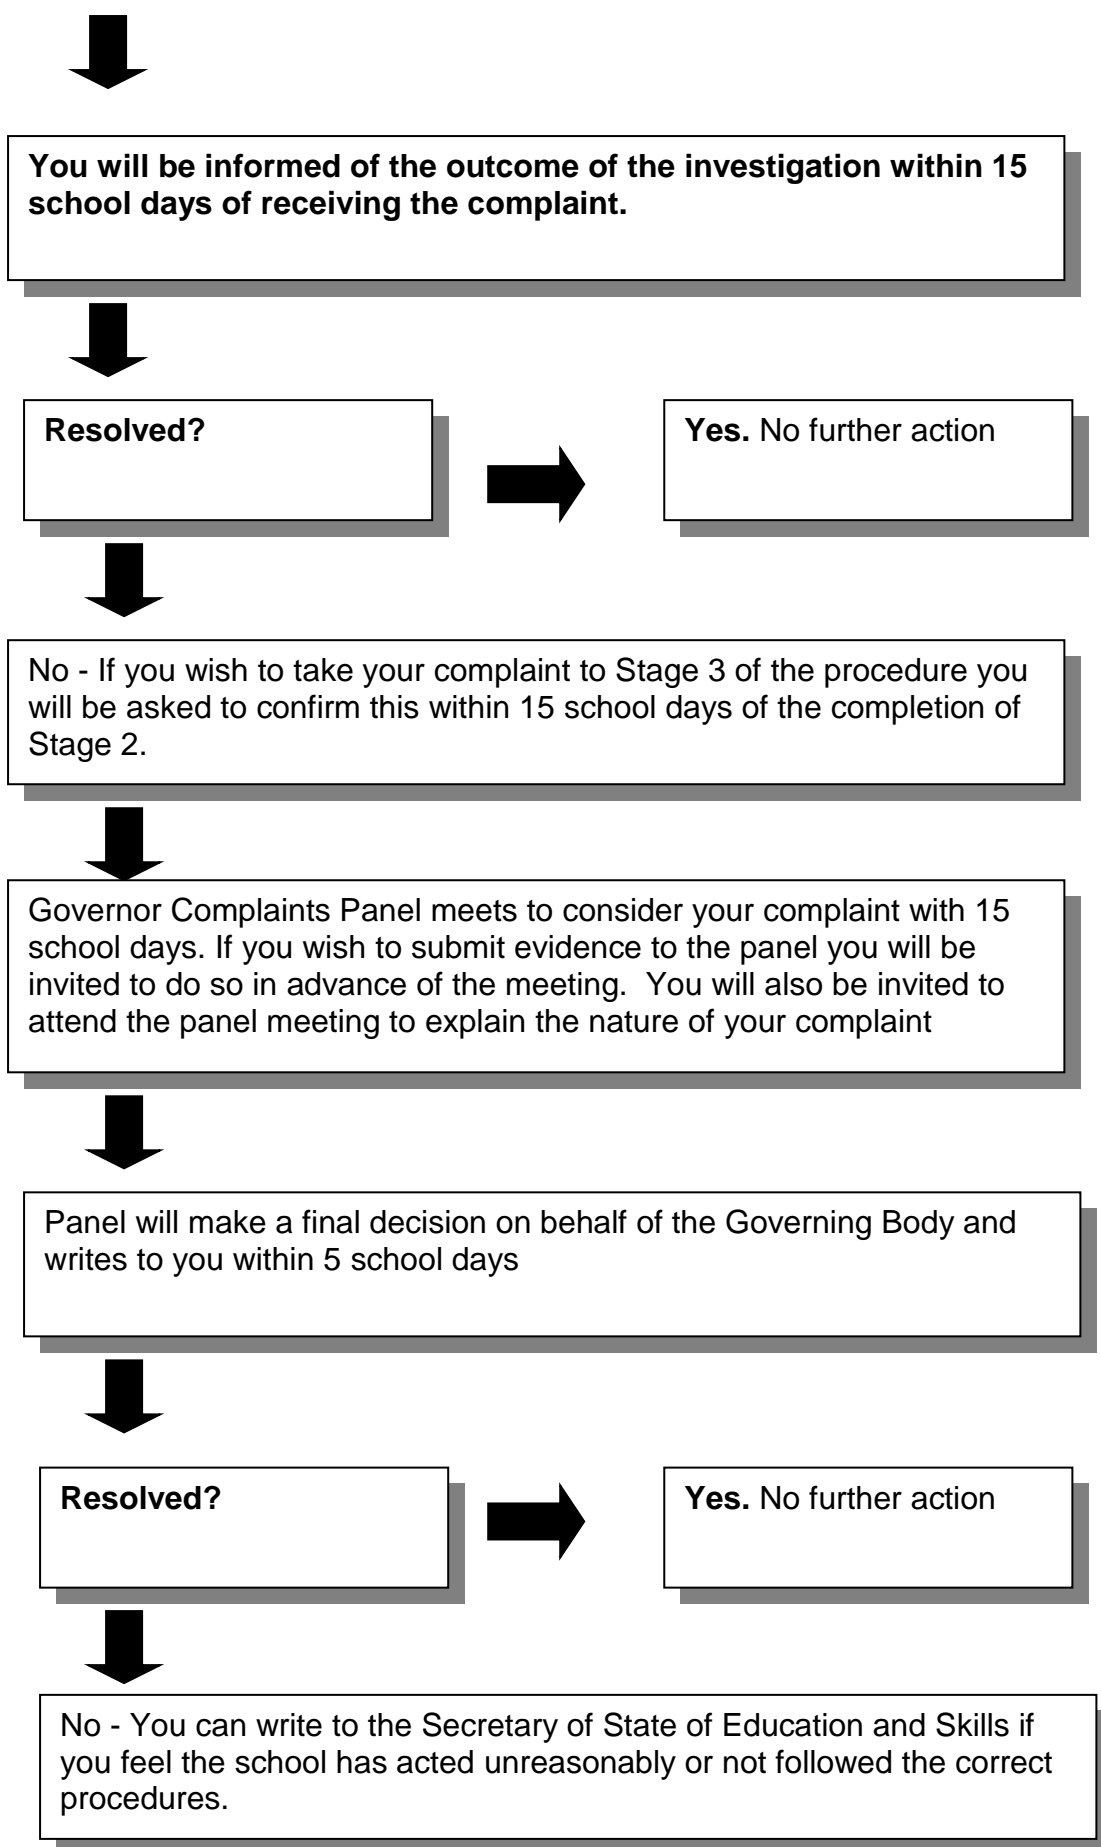 You will be informed of the outcome of the investigation within 15
school days of receiving the complaint.
Resolved?
Yes. No further action
No - If you wish to take your complaint to Stage 3 of the procedure you
will be asked to confirm this within 15 school days of the completion of
Stage 2.
Governor Complaints Panel meets to consider your complaint with 15
school days. If you wish to submit evidence to the panel you will be
invited to do so in advance of the meeting.  You will also be invited to
attend the panel meeting to explain the nature of your complaint
Panel will make a final decision on behalf of the Governing Body and
writes to you within 5 school days
Resolved?
Yes. No further action
No - You can write to the Secretary of State of Education and Skills if
you feel the school has acted unreasonably or not followed the correct
procedures.